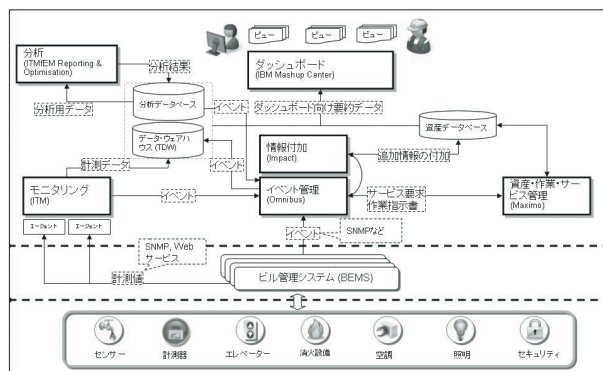 ビュー
ビュー
ビュー
分析
(ITMfEM Reporting &
Optimisation)
分析結果
ダッシュボード
(IBM Mashup Center)
分析用データ
分析データベース
イベント
ダッシュボード向け要約データ
データ・ウェアハ
ウス (TDW)
資産データベース
情報付加
(Impact)
計測データ
イベント
追加情報の付加
モニタリング
(ITM)
イベント
イベント管理
(Omnibus)
サービス要求
作業指示書
資産・作業・サー
ビス管理
(Maximo)
エージェント
エージェント
イベント
SNMPなど
SNMP, Web
サービス
計測値
ビル管理システム (BEMS)
センサー
計測器
エレベーター
消火設備
空調
照明
セキュリティ